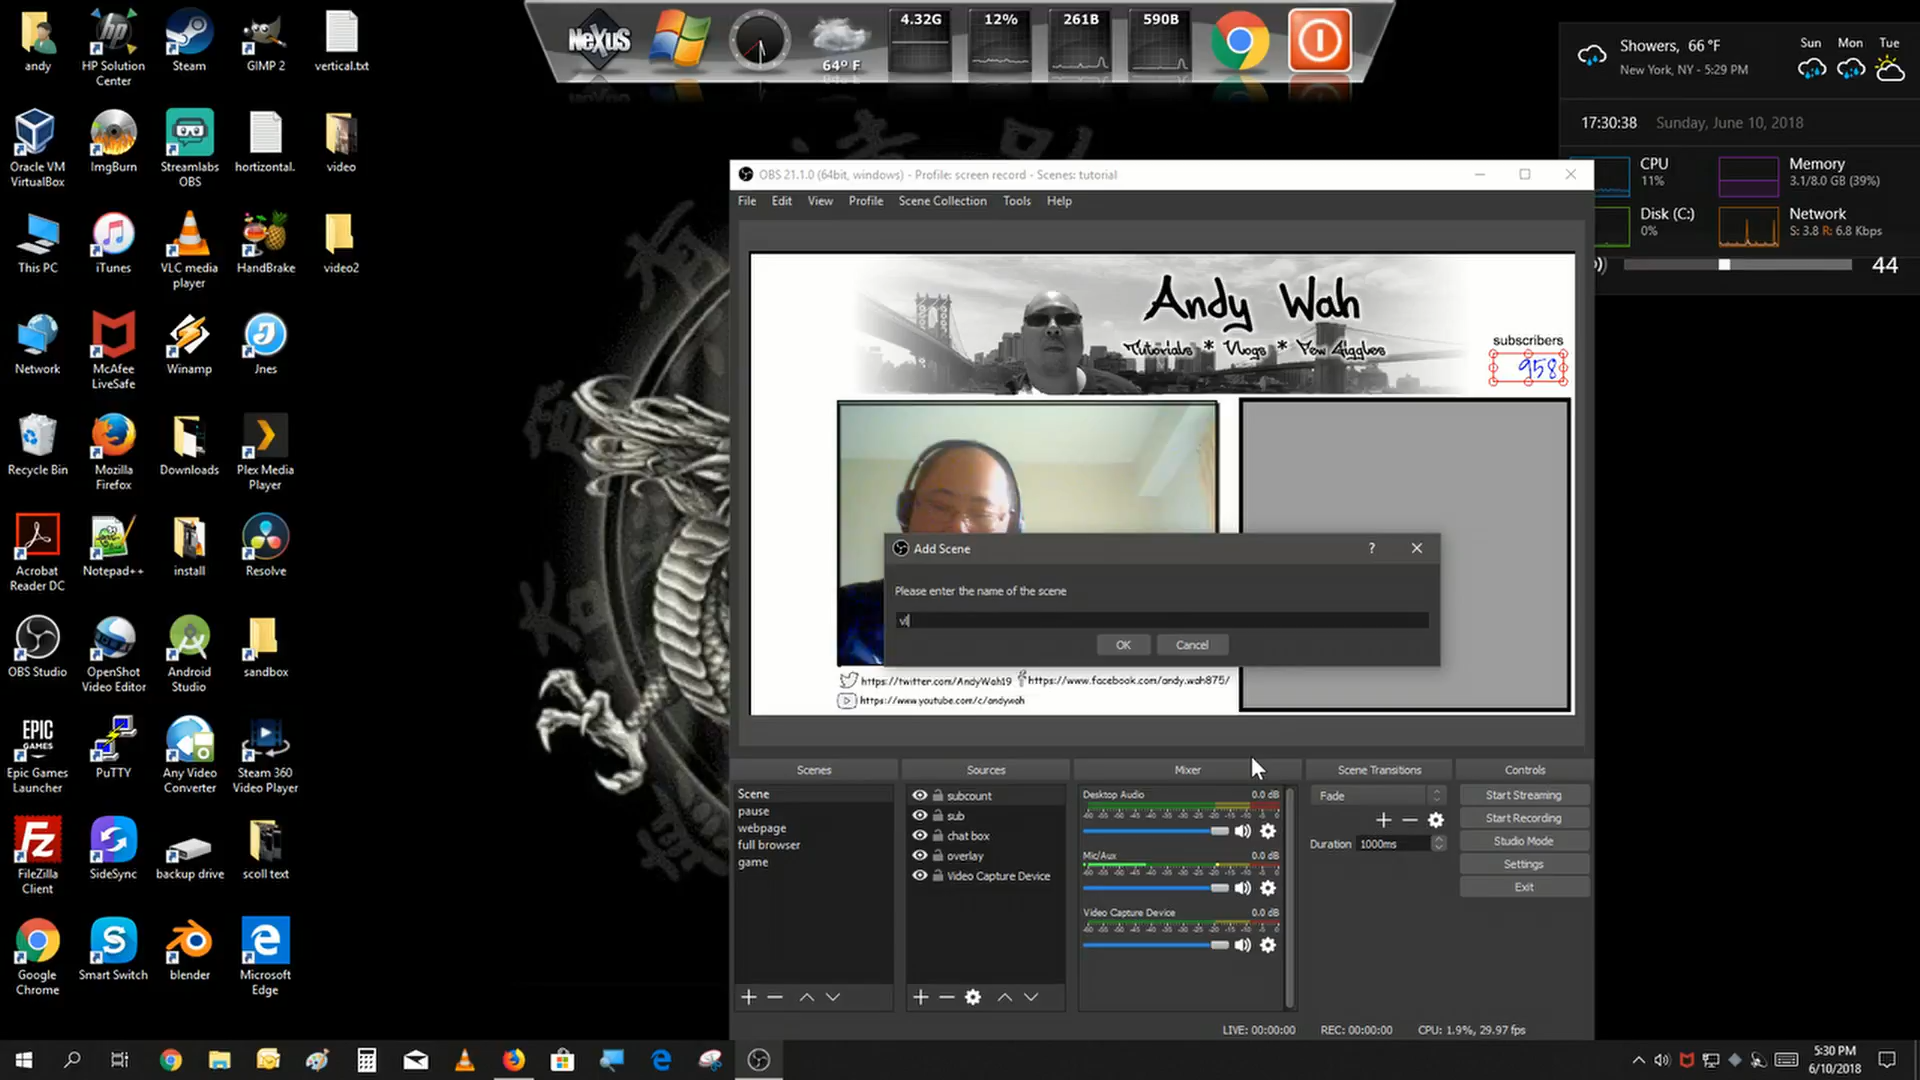 NeXuS
64° F
4.32G
12%
261B
590B
Showers, 66 °F
New York, NY - 5:29 PM
Sun
Mon
Tue
17:30:38
Sunday, June 10, 2018
CPU
11%
Memory
3.1/8.0 GB (39%)
Disk (C:)
0%
Network
S: 3.8 R: 6.8 Kbps
44
andy
HP Solution
Center
Steam
GIMP 2
vertical.txt
Oracle VM
VirtualBox
ImgBurn
Streamlabs
OBS
hortizontal.
video
This PC
iTunes
VLC media
player
HandBrake
video2
Network
McAfee
LiveSafe
Winamp
Jnes
Recycle Bin
Mozilla
Firefox
Downloads
Plex Media
Player
Acrobat
Reader DC
Notepad++
install
Resolve
OBS Studio
OpenShot
Video Editor
Android
Studio
sandbox
EPIC
GAMES
Epic Games
Launcher
PuTTY
Any Video
Converter
Steam 360
Video Player
FileZilla
Client
SideSync
backup drive
scoll text
Google
Chrome
Smart Switch
blender
Microsoft
Edge
OBS 21.1.0 (64bit, windows) - Profile: screen record - Scenes: tutorial
File Edit View Profile Scene Collection Tools Help
Andy Wah
Tutorials * Vlogs * Few Giggles
subscribers
958
Add Scene
?
Please enter the name of the scene
vl
OK
Cancel
https://twitter.com/AndyWah19
https://www.facebook.com/andy.wah875/
https://www.youtube.com/c/andywah
Scenes
Sources
Mixer
Scene Transitions
Controls
Scene
pause
webpage
full browser
game
subcount
sub
chat box
overlay
Video Capture Device
Desktop Audio
0.0 dB
Mic/Aux
0.0 dB
Video Capture Device
0.0 dB
Fade
Duration 1000ms
Start Streaming
Start Recording
Studio Mode
Settings
Exit
LIVE: 00:00:00
REC: 00:00:00
CPU: 1.9%, 29.97 fps
5:30 PM
6/10/2018